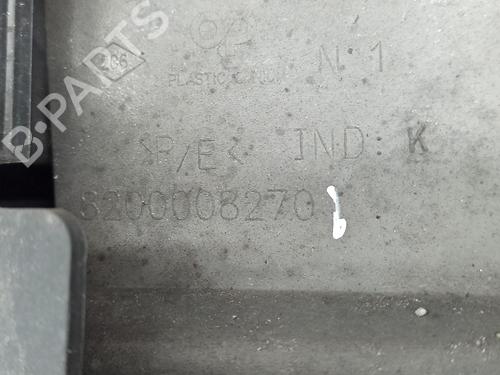 PLASTIC
N 1
>P/E<
IND K
8200008270
B-PARTS